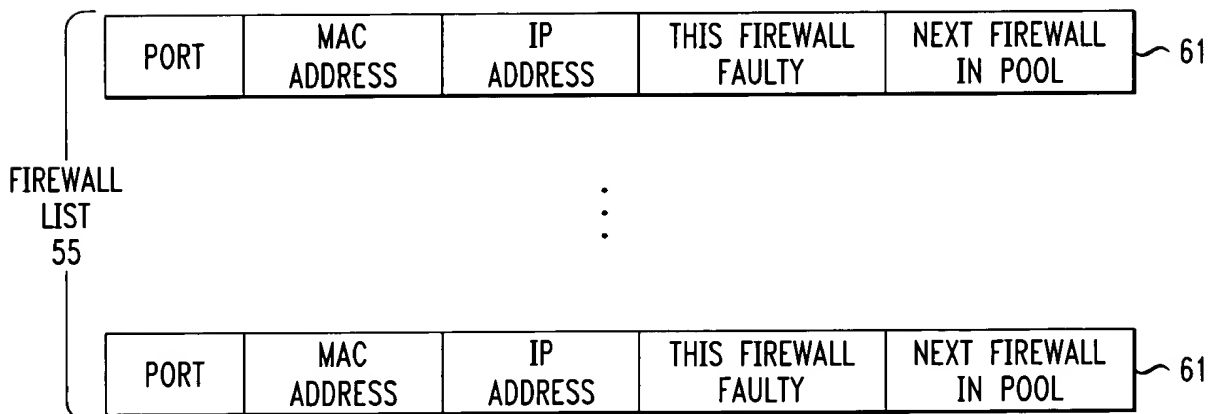 PORT
MAC
ADDRESS
IP
ADDRESS
THIS FIREWALL
FAULTY
NEXT FIREWALL
IN POOL
61
FIREWALL
LIST
55
PORT
MAC
ADDRESS
IP
ADDRESS
THIS FIREWALL
FAULTY
NEXT FIREWALL
IN POOL
61